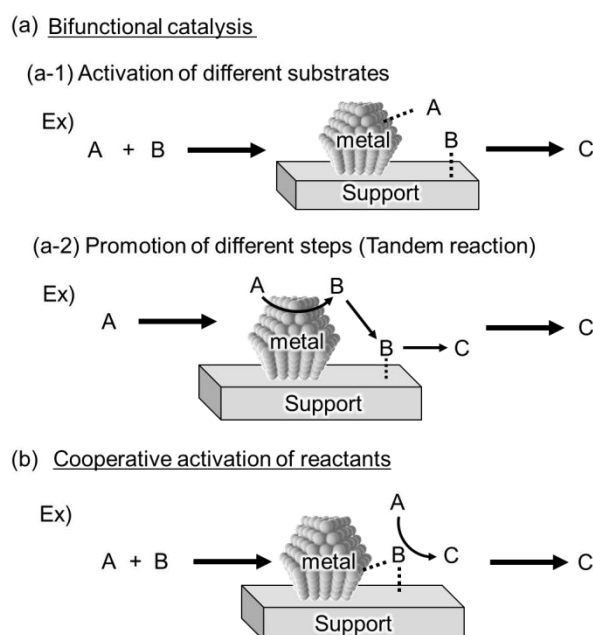 (a) Bifunctional catalysis
(a-1) Activation of different substrates
Ex)
A + B
metal
A
B
Support
C
(a-2) Promotion of different steps (Tandem reaction)
Ex)
A
A
B
metal
B
C
Support
C
(b) Cooperative activation of reactants
Ex)
A + B
A
metal
B
C
Support
C